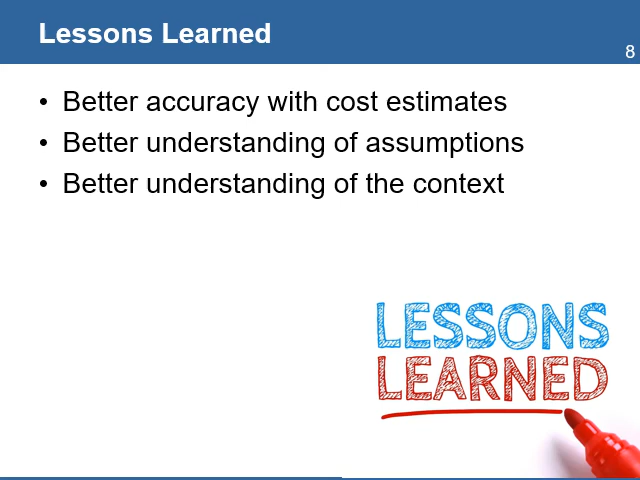 Lessons Learned
8
• Better accuracy with cost estimates
• Better understanding of assumptions
• Better understanding of the context
LESSONS
LEARNED